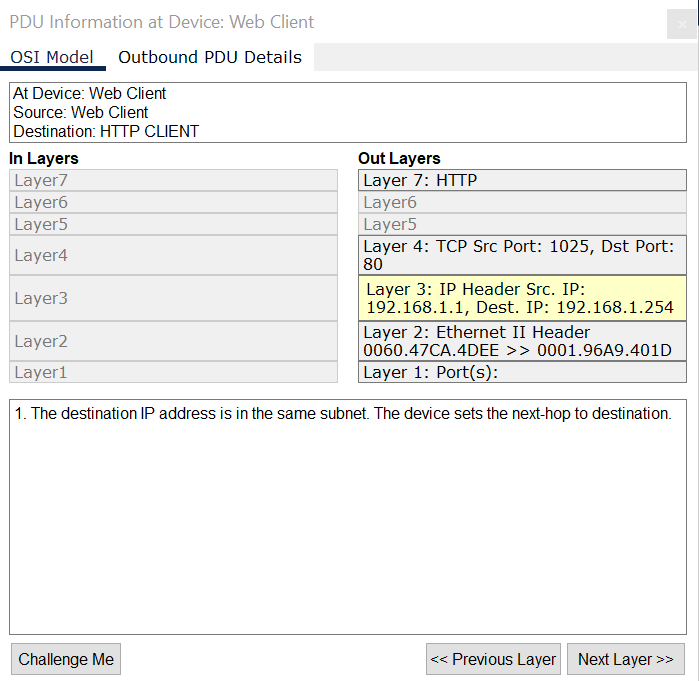 PDU Information at Device: Web Client
OSI Model Outbound PDU Details
At Device: Web Client
Source: Web Client
Destination: HTTP CLIENT
In Layers
Layer7
Layer6
Layer5
Layer4
Layer3
Layer2
Layer1
Out Layers
Layer 7: HTTP
Layer6
Layer5
Layer 4: TCP Src Port: 1025, Dst Port:
80
Layer 3: IP Header Src. IP:
192.168.1.1, Dest. IP: 192.168.1.254
Layer 2: Ethernet II Header
0060.47CA.4DEE >> 0001.96A9.401D
Layer 1: Port(s):
1. The destination IP address is in the same subnet. The device sets the next-hop to destination.
Challenge Me
<< Previous Layer
Next Layer >>